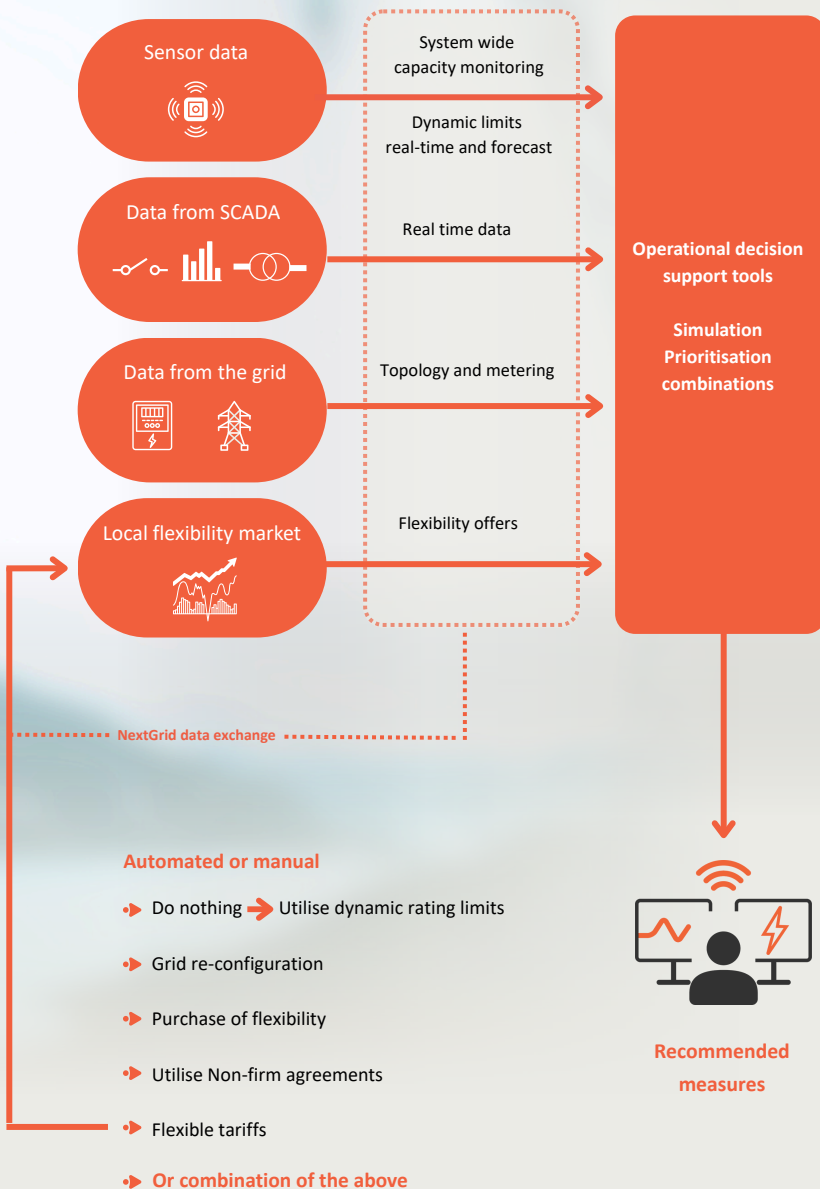 Sensor data
System wide
capacity monitoring
Dynamic limits
real-time and forecast
Data from SCADA
Real time data
Operational decision
support tools
Simulation
Prioritisation
combinations
Data from the grid
Topology and metering
Local flexibility market
Flexibility offers
NextGrid data exchange
Automated or manual
Do nothing Utilise dynamic rating limits
Grid re-configuration
Purchase of flexibility
Utilise Non-firm agreements
Flexible tariffs
Or combination of the above
Recommended
measures